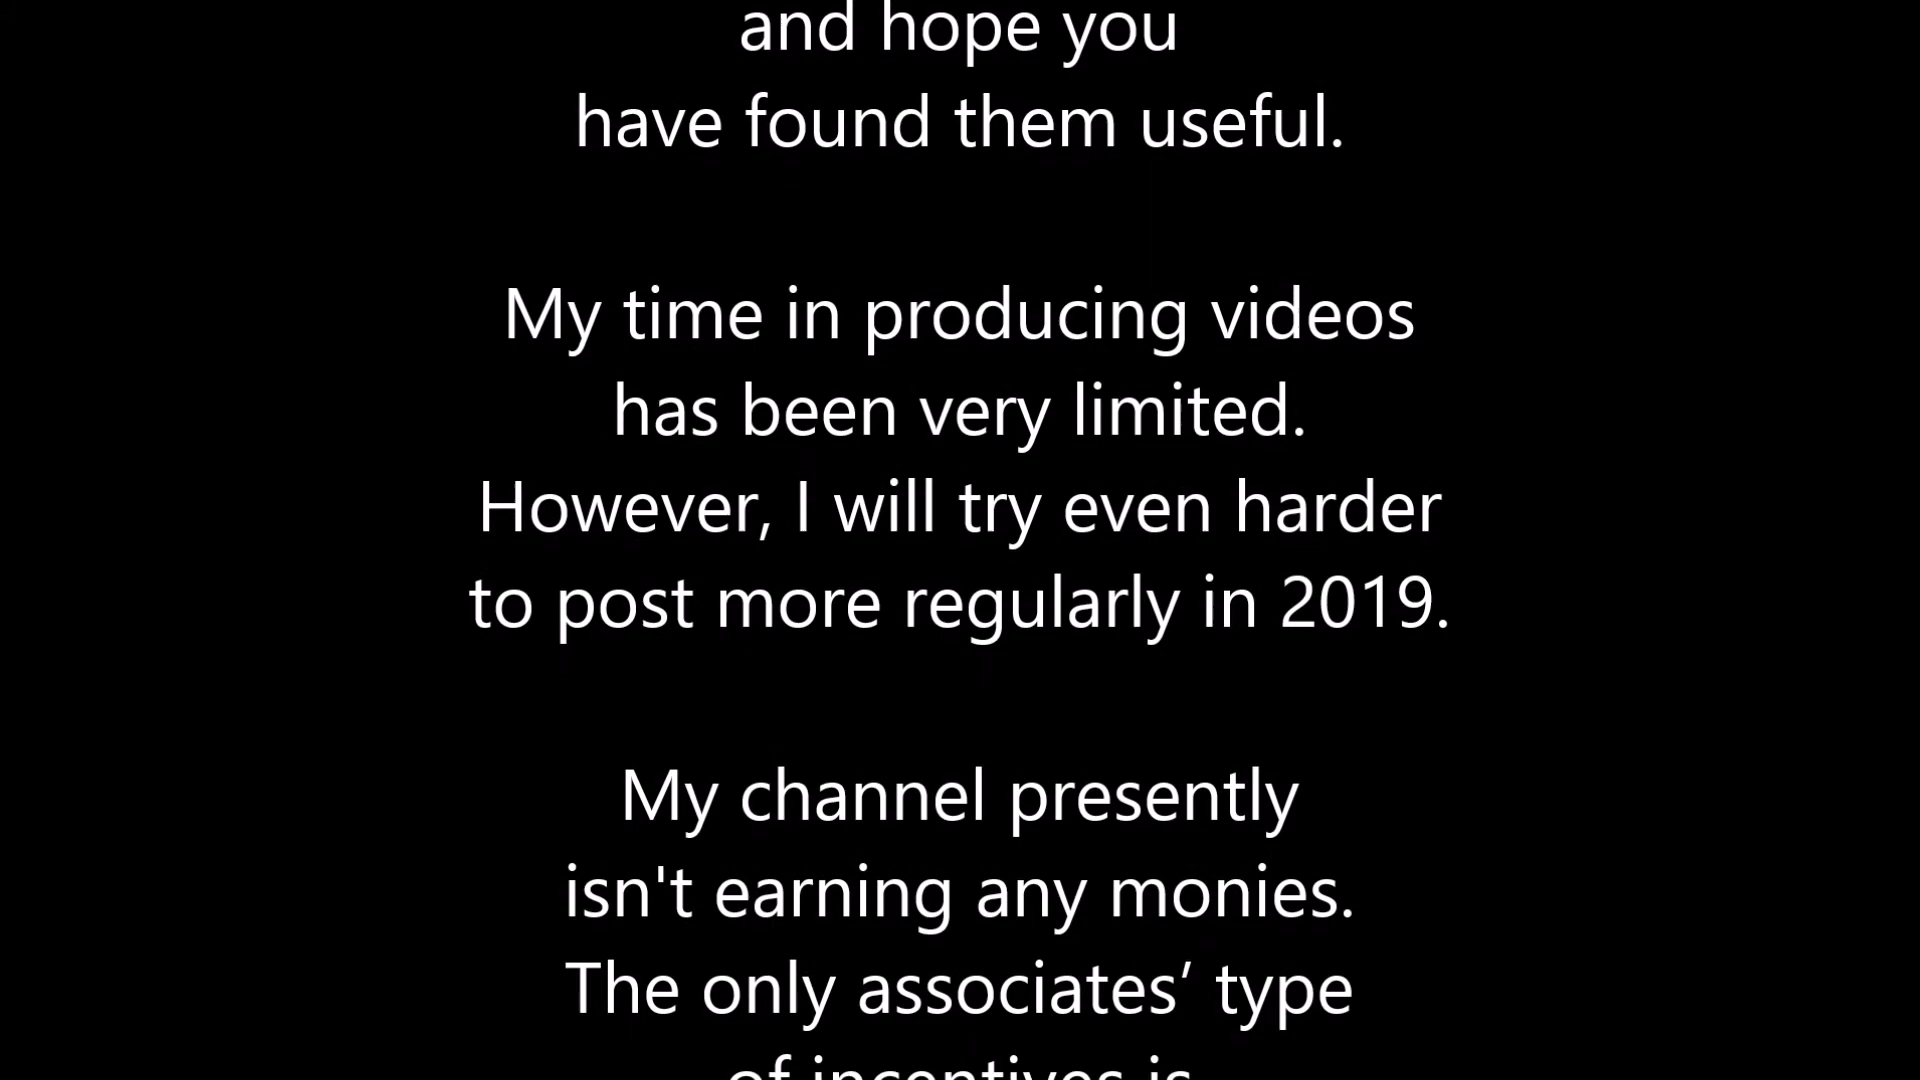 and hope you
have found them useful.
My time in producing videos
has been very limited.
However, I will try even harder
to post more regularly in 2019.
My channel presently
isn't earning any monies.
The only associates’ type
of incentives is